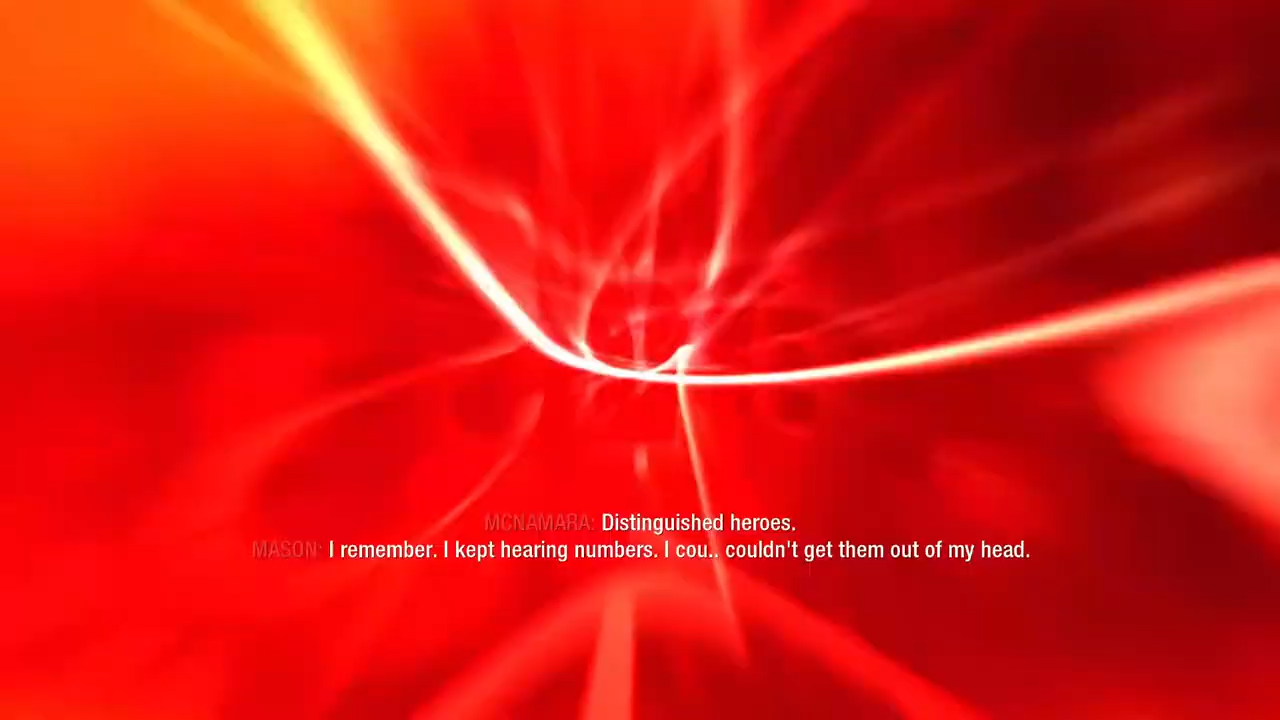 MCNAMARA: Distinguished heroes.
MASON: I remember. I kept hearing numbers. I cou.. couldn't get them out of my head.